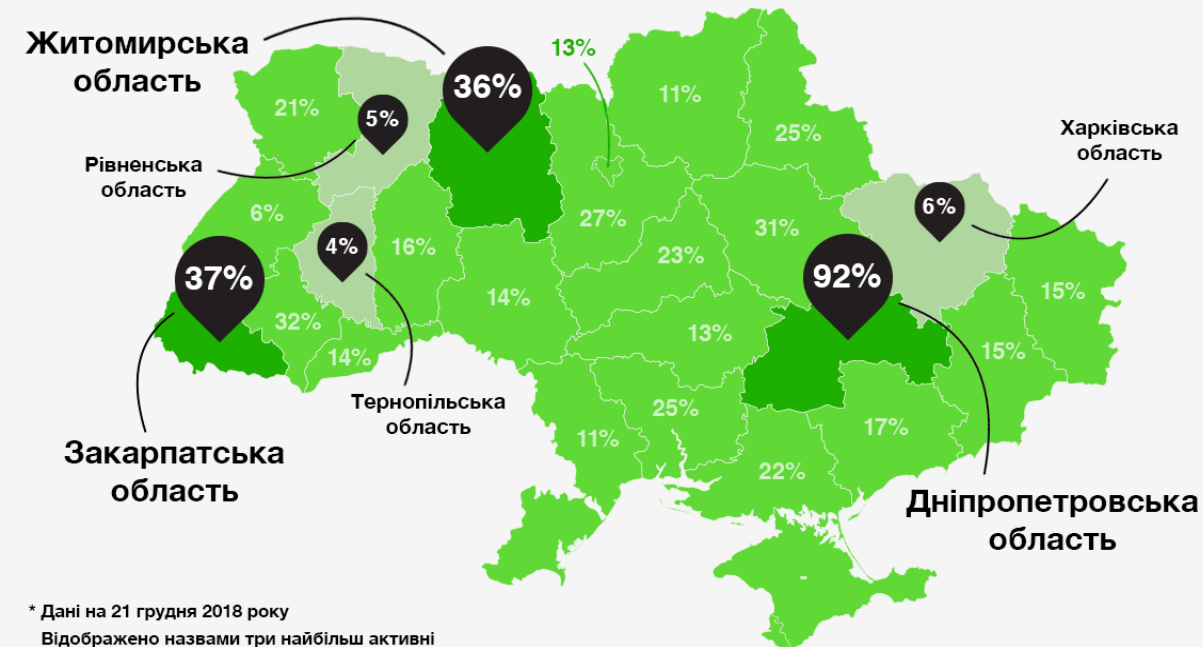 Житомирська
область
36%
13%
11%
21%
5%
25%
Харківська
область
Рівненська
область
6%
6%
27%
31%
4%
16%
23%
37%
92%
14%
15%
32%
13%
14%
15%
Тернопільська
область
25%
17%
11%
Закарпатська
область
22%
Дніпропетровська
область
-
* Дані на 21 грудня 2018 року
Відображено назвами три найбільш активні